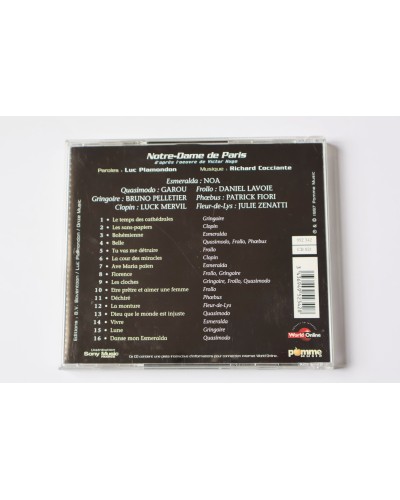 Notre-Dame de Paris
d'après l'oeuvre de Victor Hugo
Paroles : Luc Plamondon Musique : Richard Cocciante
Esmeralda : NOA
Quasimodo : GAROU Frollo : DANIEL LAVOIE
Gringoire : BRUNO PELLETIER Phœbus : PATRICK FIORI
Clopin : LUCK MERVIL Fleur-de-Lys : JULIE ZENATTI
1 Le temps des cathédrales Gringoire
2 Les sans-papiers Clopin
3 Bohémienne Esmeralda
4 Belle Quasimodo, Frollo, Phœbus
5 Tu vas me détruire Frollo
6 La cour des miracles Clopin
7 Ave Maria païen Esmeralda
8 Florence Frollo, Gringoire
9 Les cloches Gringoire, Frollo, Quasimodo
10 Etre prêtre et aimer une femme Frollo
11 Déchiré Phœbus
12 La monture Fleur-de-Lys
13 Dieu que le monde est injuste Quasimodo
14 Vivre Esmeralda
15 Lune Gringoire
16 Danse mon Esmeralda Quasimodo
World Online
Sony Music
pomme
music